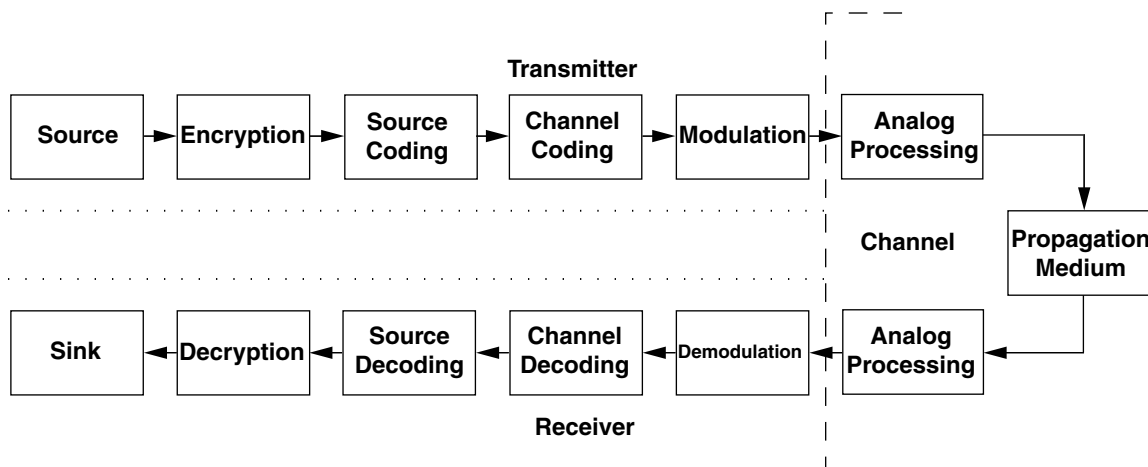 Transmitter
Source
Encryption
Source
Coding
Channel
Coding
Modulation
Analog
Processing
Channel
Propagation
Medium
Sink
Decryption
Source
Decoding
Channel
Decoding
Demodulation
Analog
Processing
Receiver